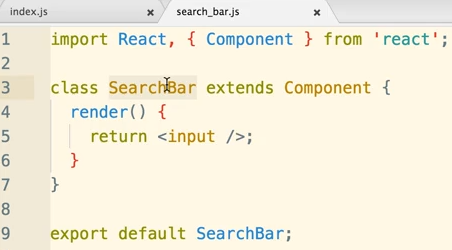 index.js × search_bar.js ×
1 import React, { Component } from 'react';
2
3 class SearchBar extends Component {
4 render() {
5 return <input />;
6 }
7 }
8
9 export default SearchBar;